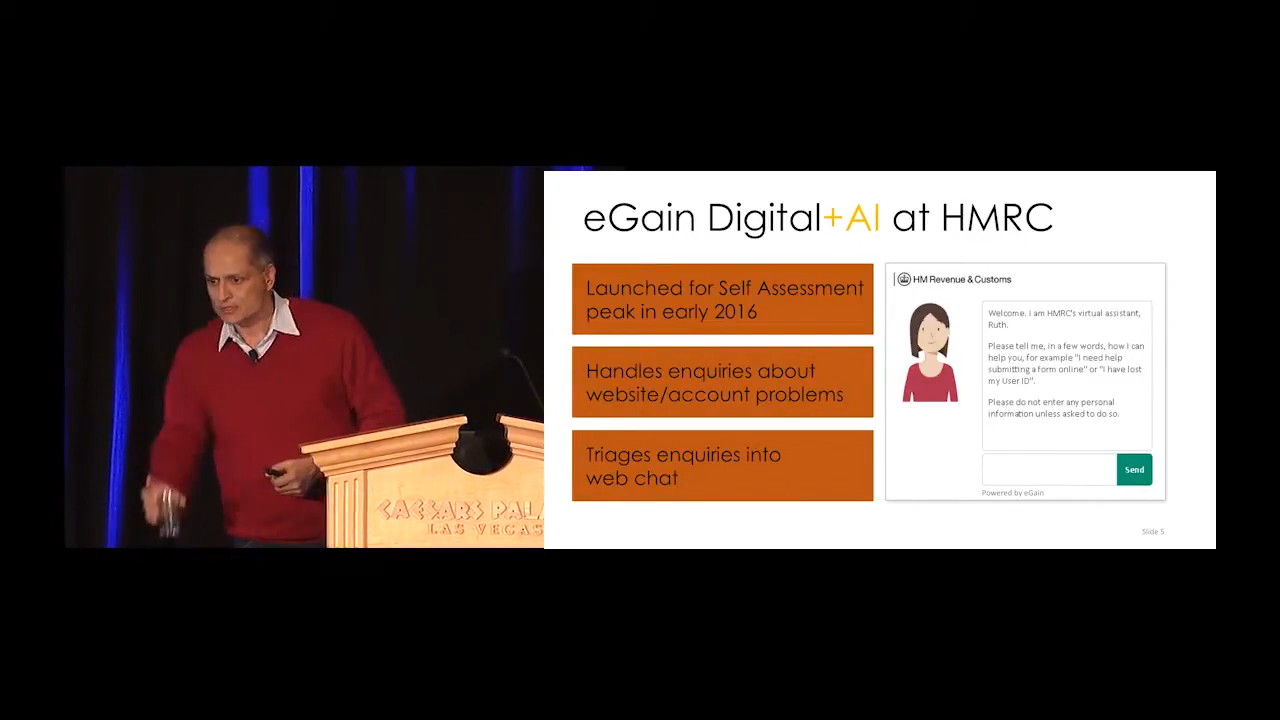 eGain Digital+AI at HMRC
Launched for Self Assessment
peak in early 2016
Handles enquiries about
website/account problems
Triages enquiries into
web chat
HM Revenue & Customs
Welcome. I am HMRC's virtual assistant,
Ruth.
Please tell me, in a few words, how I can
help you, for example "I need help
submitting a form online" or "I have lost
my User ID".
Please do not enter any personal
information unless asked to do so.
Send
Powered by eGain
Slide 5
CAESARS
LAS VEGAS